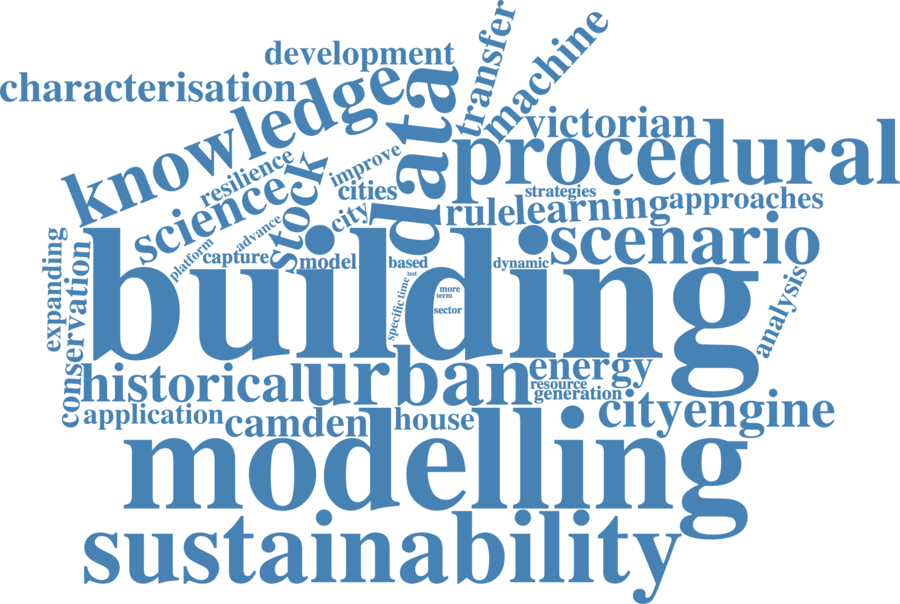 transfer
machine
development
characterisation
knowledge
data
victorian
procedural
resilience
science
stock
improve
cities
city
strategies
rule
learning
approaches
platform
advance
capture
model
based
dynamic
scenario
expanding
conservation
building
test
time
specific
more
term
sector
analysis
historical
urban
energy
resource
generation
application
camden
house
cityengine
modelling
sustainability